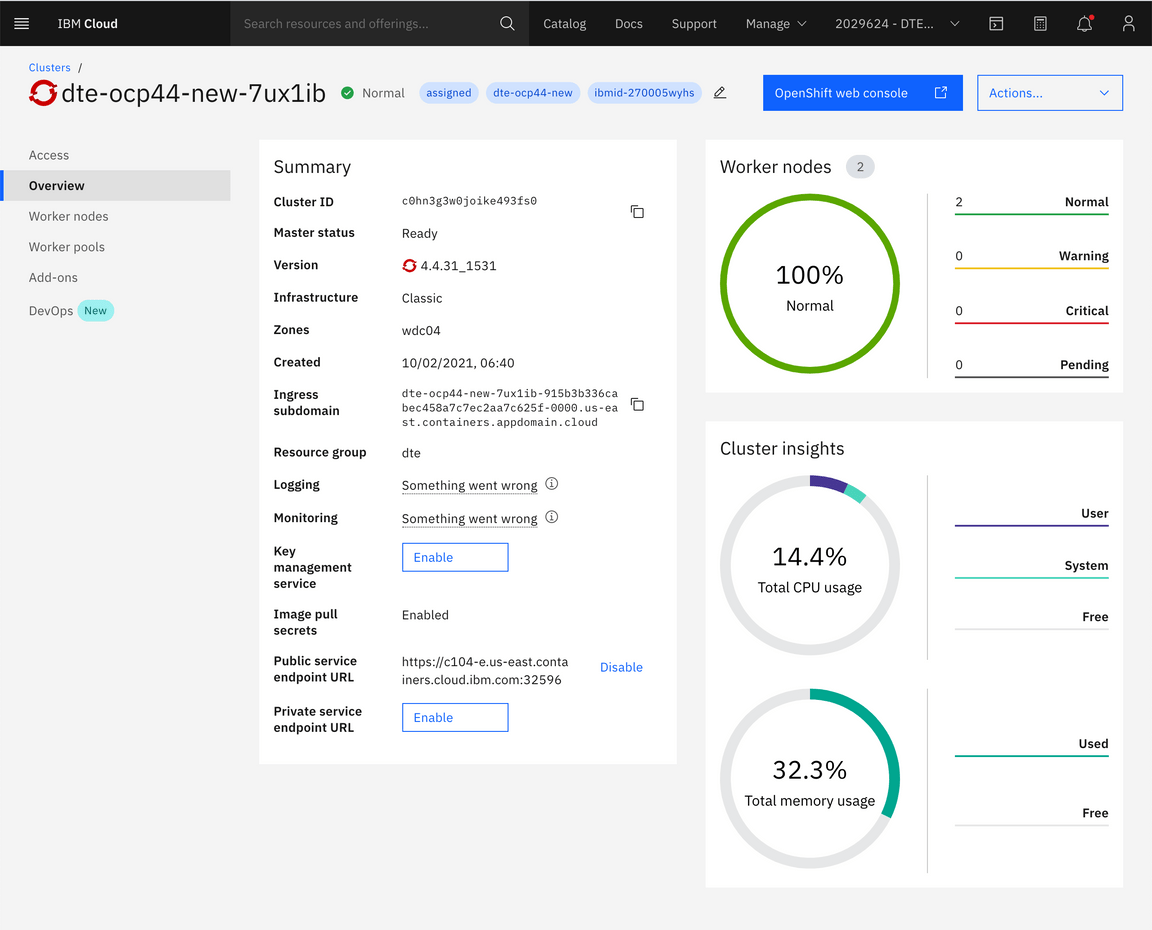 IBM Cloud
Search resources and offerings...
Catalog
Docs
Support
Manage
2029624 - DTE...
Clusters /
dte-ocp44-new-7ux1ib
Normal
assigned
dte-ocp44-new
ibmid-270005wyhs
OpenShift web console
Actions...
Access
Overview
Worker nodes
Worker pools
Add-ons
DevOps New
Summary
Cluster ID
c0hn3g3w0joike493fs0
Master status
Ready
Version
4.4.31_1531
Infrastructure
Classic
Zones
wdc04
Created
10/02/2021, 06:40
Ingress
subdomain
dte-ocp44-new-7ux1ib-915b3b336ca
bec458a7c7ec2aa7c625f-0000.us-ea
st.containers.appdomain.cloud
Resource group
dte
Logging
Something went wrong
Monitoring
Something went wrong
Key
management
service
Enable
Image pull
secrets
Enabled
Public service
endpoint URL
https://c104-e.us-east.conta
iners.cloud.ibm.com:32596
Disable
Private service
endpoint URL
Enable
Worker nodes 2
100%
Normal
2 Normal
0 Warning
0 Critical
0 Pending
Cluster insights
14.4%
Total CPU usage
User
System
Free
32.3%
Total memory usage
Used
Free